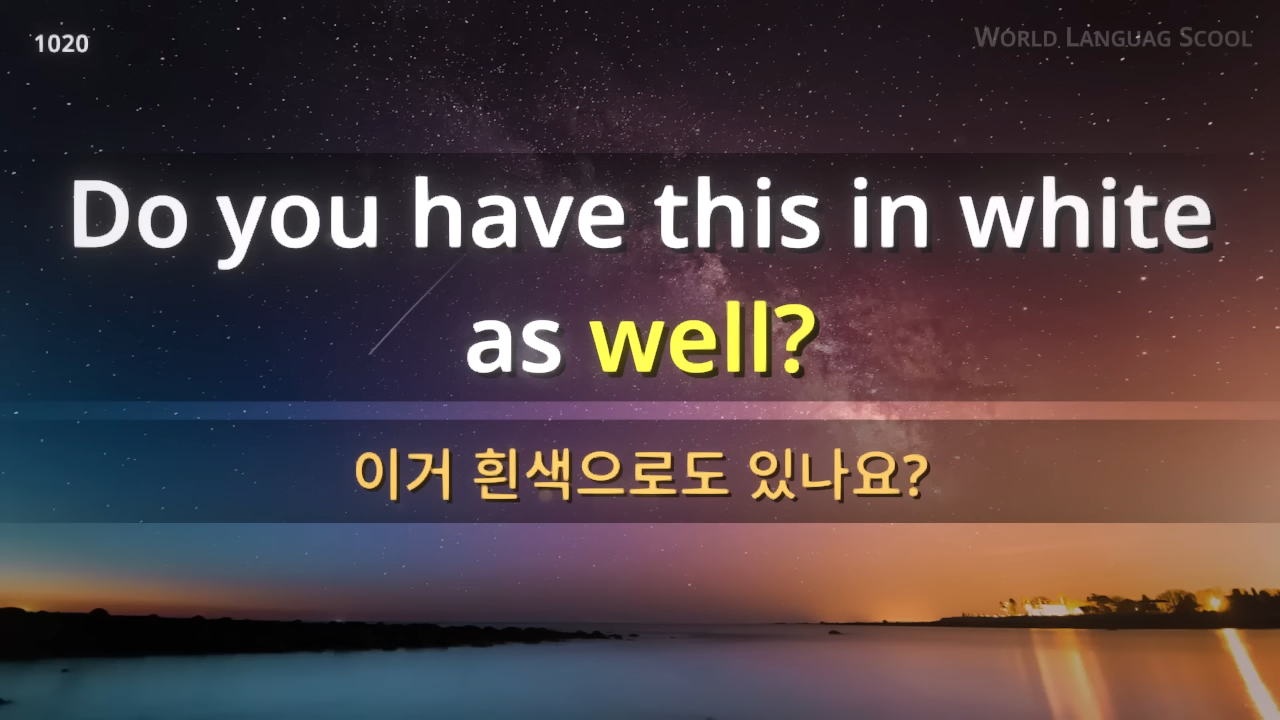 1020
World Languag Scool
Do you have this in white
as well?
이거 흰색으로도 있나요?